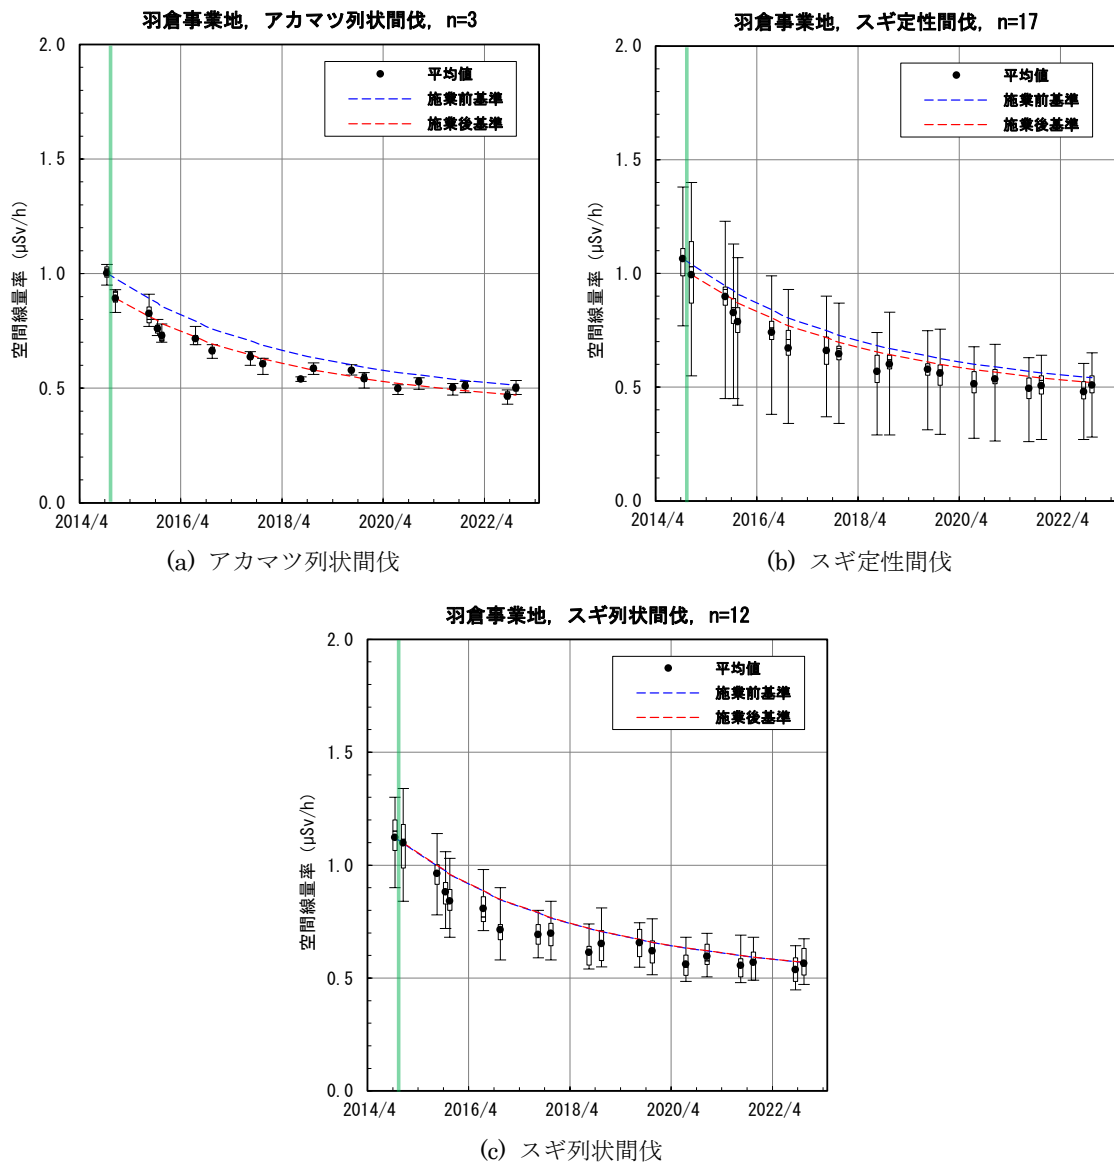 羽倉事業地, アカマツ列状間伐, n=3
平均値
施業前基準
施業後基準
空間線量率 (μSv/h)
2.0
1.5
1.0
0.5
0.0
2014/4 2016/4 2018/4 2020/4 2022/4
(a) アカマツ列状間伐
羽倉事業地, スギ定性間伐, n=17
平均値
施業前基準
施業後基準
空間線量率 (μSv/h)
2.0
1.5
1.0
0.5
0.0
2014/4 2016/4 2018/4 2020/4 2022/4
(b) スギ定性間伐
羽倉事業地, スギ列状間伐, n=12
平均値
施業前基準
施業後基準
空間線量率 (μSv/h)
2.0
1.5
1.0
0.5
0.0
2014/4 2016/4 2018/4 2020/4 2022/4
(c) スギ列状間伐